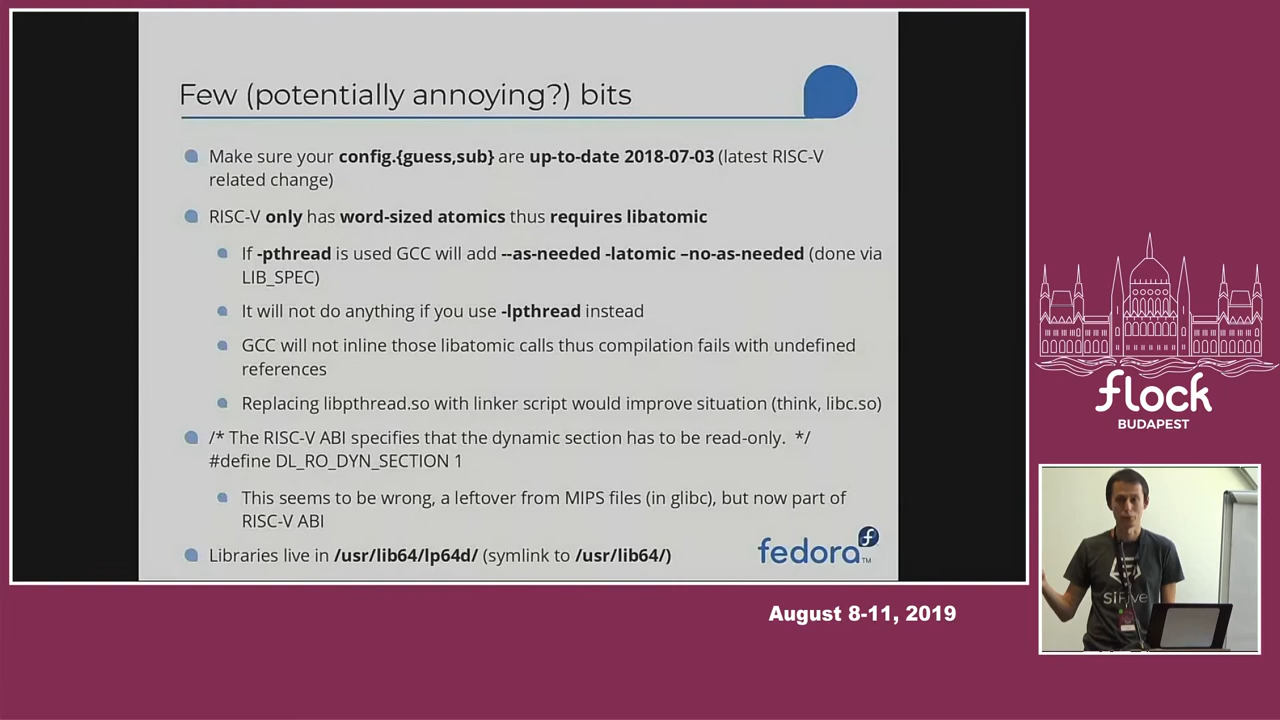 Few (potentially annoying?) bits
Make sure your config.{guess,sub} are up-to-date 2018-07-03 (latest RISC-V
related change)
RISC-V only has word-sized atomics thus requires libatomic
If -pthread is used GCC will add --as-needed -latomic –no-as-needed (done via
LIB_SPEC)
It will not do anything if you use -lpthread instead
GCC will not inline those libatomic calls thus compilation fails with undefined
references
Replacing libpthread.so with linker script would improve situation (think, libc.so)
/* The RISC-V ABI specifies that the dynamic section has to be read-only. */
#define DL_RO_DYN_SECTION 1
This seems to be wrong, a leftover from MIPS files (in glibc), but now part of
RISC-V ABI
Libraries live in /usr/lib64/lp64d/ (symlink to /usr/lib64/)
fedora™
flock
BUDAPEST
SiFive
August 8-11, 2019